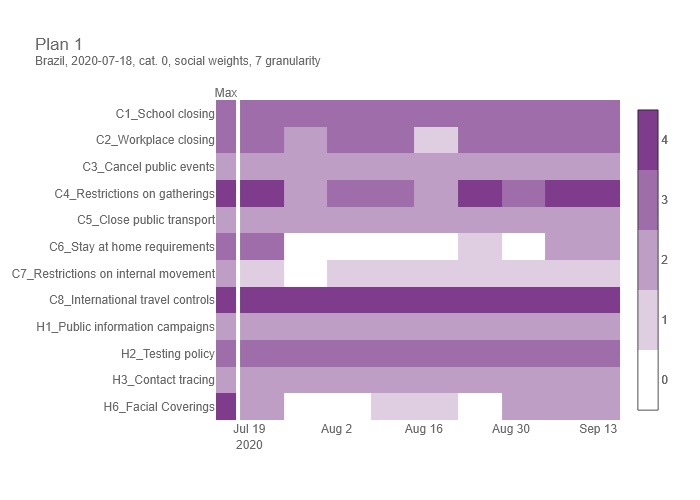 Plan 1
Brazil, 2020-07-18, cat. 0, social weights, 7 granularity
Max
C1_School closing
C2_Workplace closing
C3_Cancel public events
C4_Restrictions on gatherings
C5_Close public transport
C6_Stay at home requirements
C7_Restrictions on internal movement
C8_International travel controls
H1_Public information campaigns
H2_Testing policy
H3_Contact tracing
H6_Facial Coverings
4
3
2
1
0
Jul 19 Aug 2 Aug 16 Aug 30 Sep 13
2020